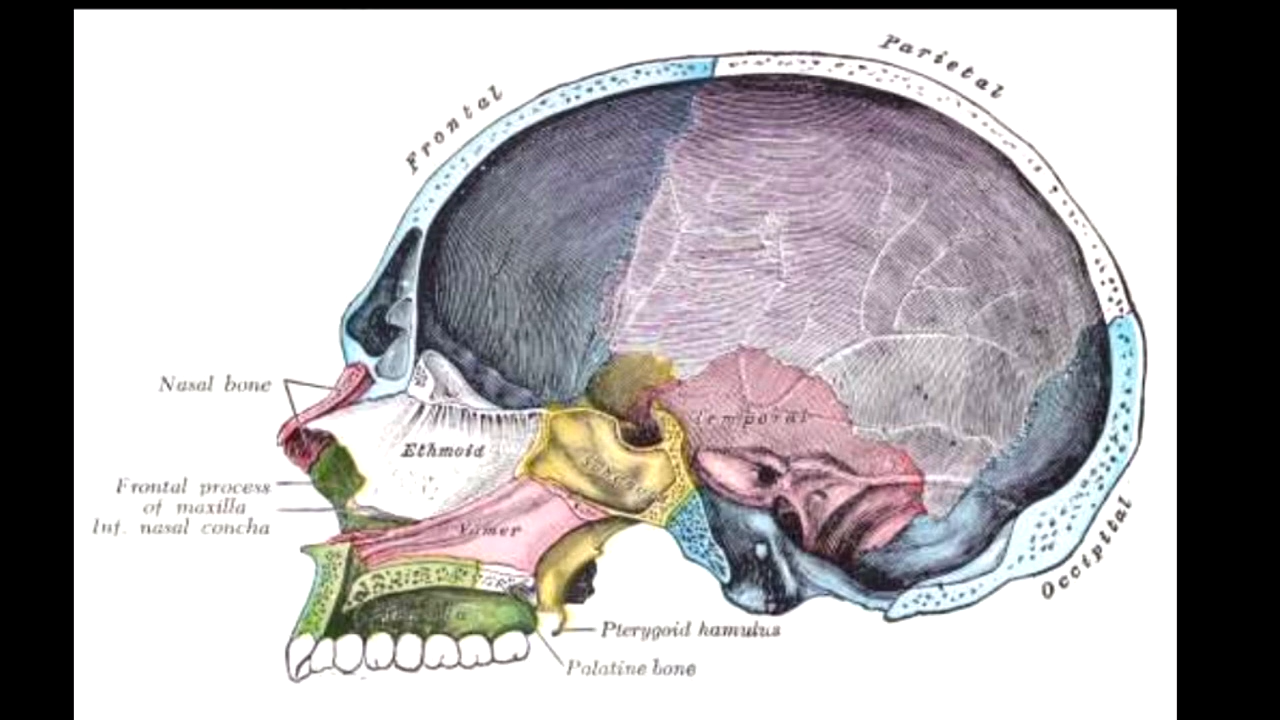 Parietal
Frontal
Nasal bone
temporal
Ethmoid
Frontal process
of maxilla
Inf. nasal concha
Vomer
Occipital
Pterygoid hamulus
Palatine bone